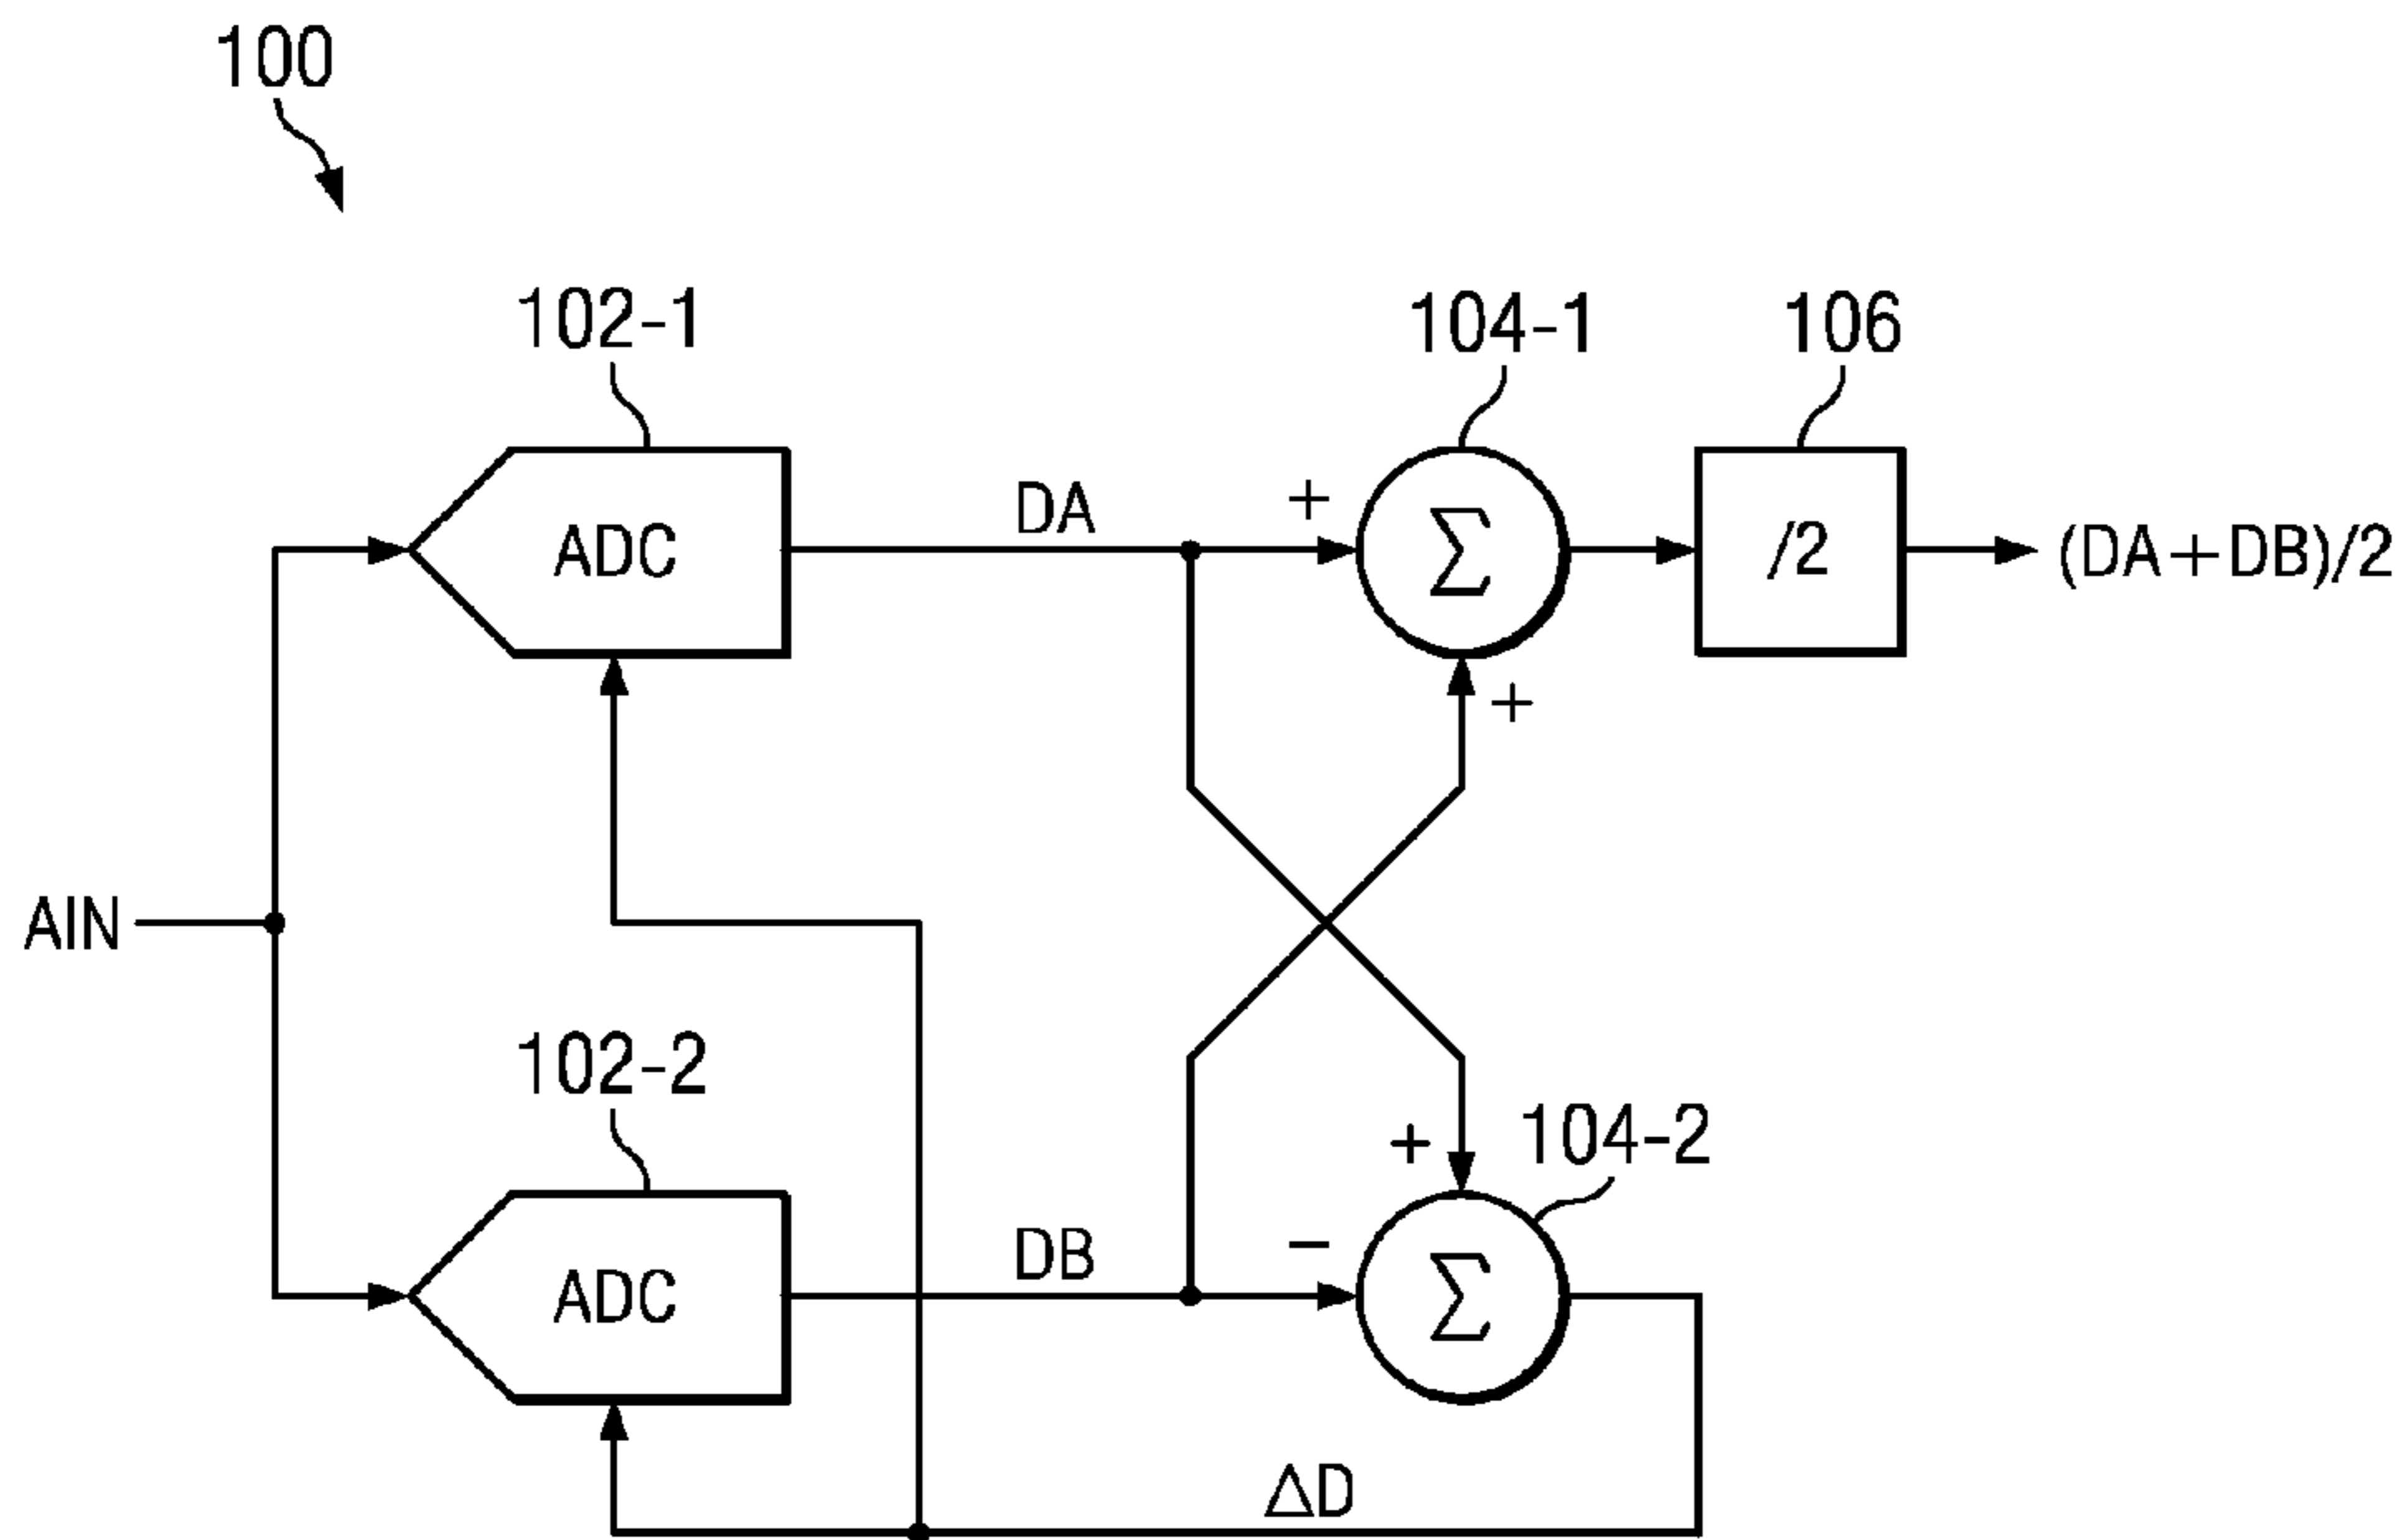 100
102-1
104-1
106
DA
+
ADC
Σ
/2
(DA+DB)/2
+
AIN
102-2
104-2
+
DB
−
ADC
Σ
ΔD